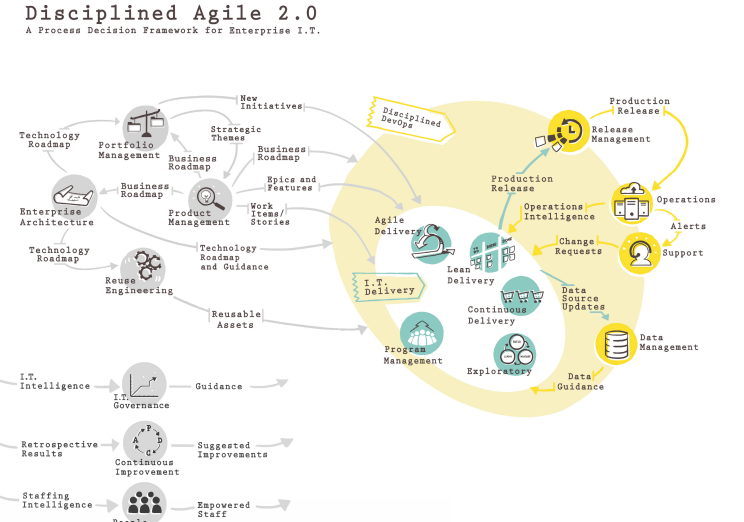 Disciplined Agile 2.0
A Process Decision Framework for Enterprise I.T.
New
Initiatives
Technology
Roadmap
Portfolio
Management
Strategic
Themes
Business
Roadmap
Business
Roadmap
Business
Roadmap
Epics and
Features
Enterprise
Architecture
Product
Management
Work
Items/
Stories
Technology
Roadmap
Technology
Roadmap
and Guidance
Reuse
Engineering
Reusable
Assets
Disciplined
DevOps
Production
Release
Release
Management
Production
Release
Operations
Operations
Intelligence
Alerts
Support
Change
Requests
Agile
Delivery
Lean
Delivery
I.T.
Delivery
Continuous
Delivery
Data
Source
Updates
Program
Management
Exploratory
Data
Management
Data
Guidance
I.T.
Intelligence
I.T.
Governance
Guidance
Retrospective
Results
P
A D
C
Continuous
Improvement
Suggested
Improvements
Staffing
Intelligence
Empowered
Staff
People